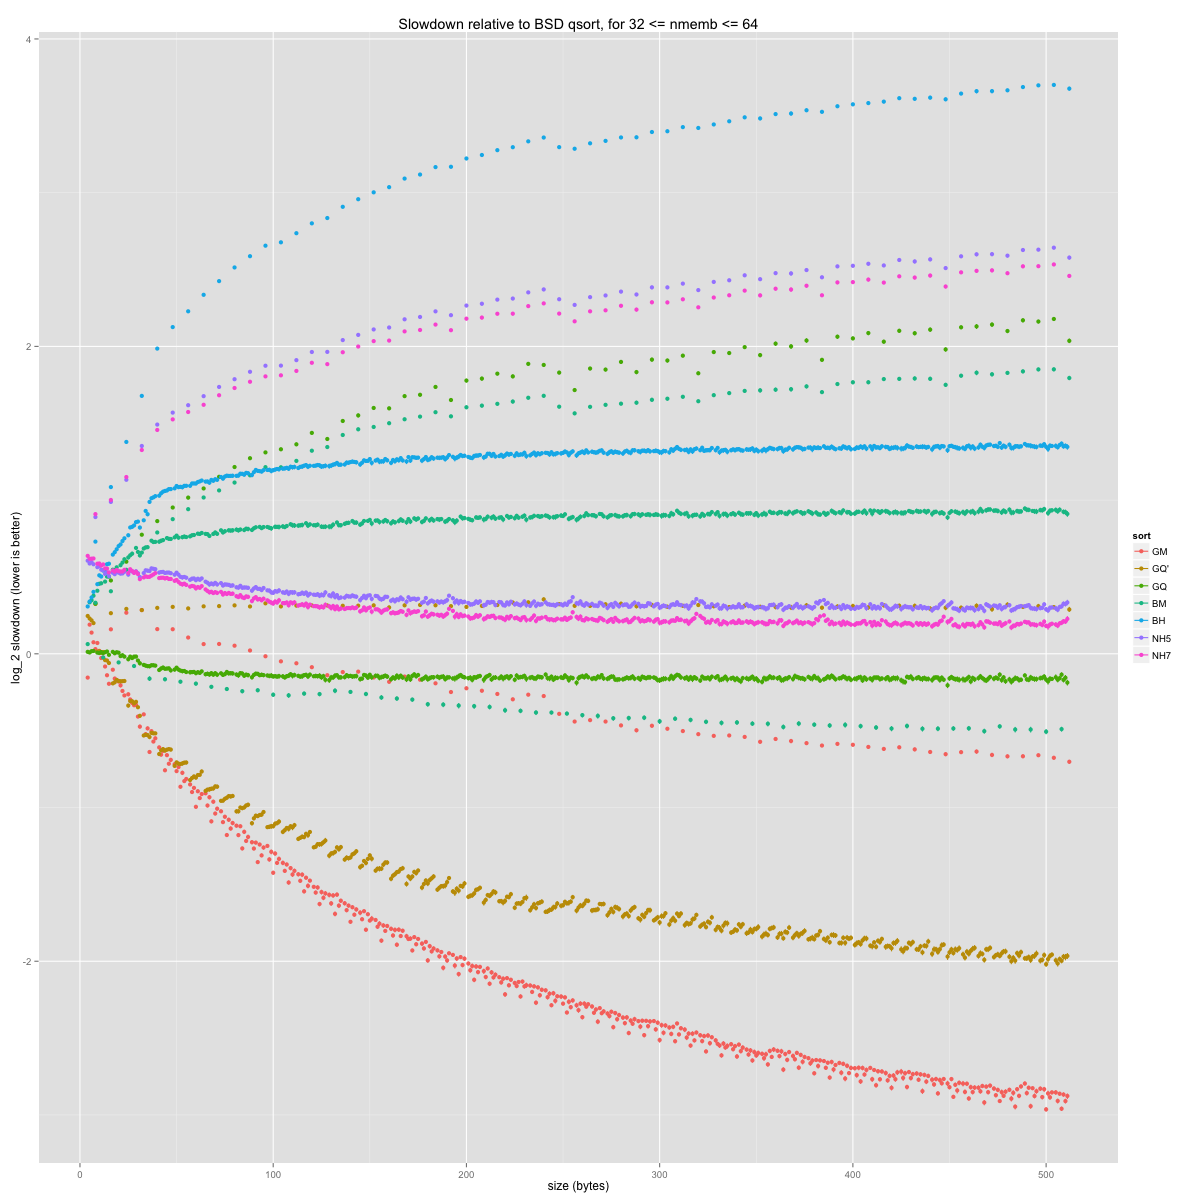 Slowdown relative to BSD qsort, for 32 <= nmemb <= 64
4
2
0
-2
log_2 slowdown (lower is better)
0
100
200
300
400
500
size (bytes)
sort
GM
GQ'
GQ
BM
BH
NH5
NH7